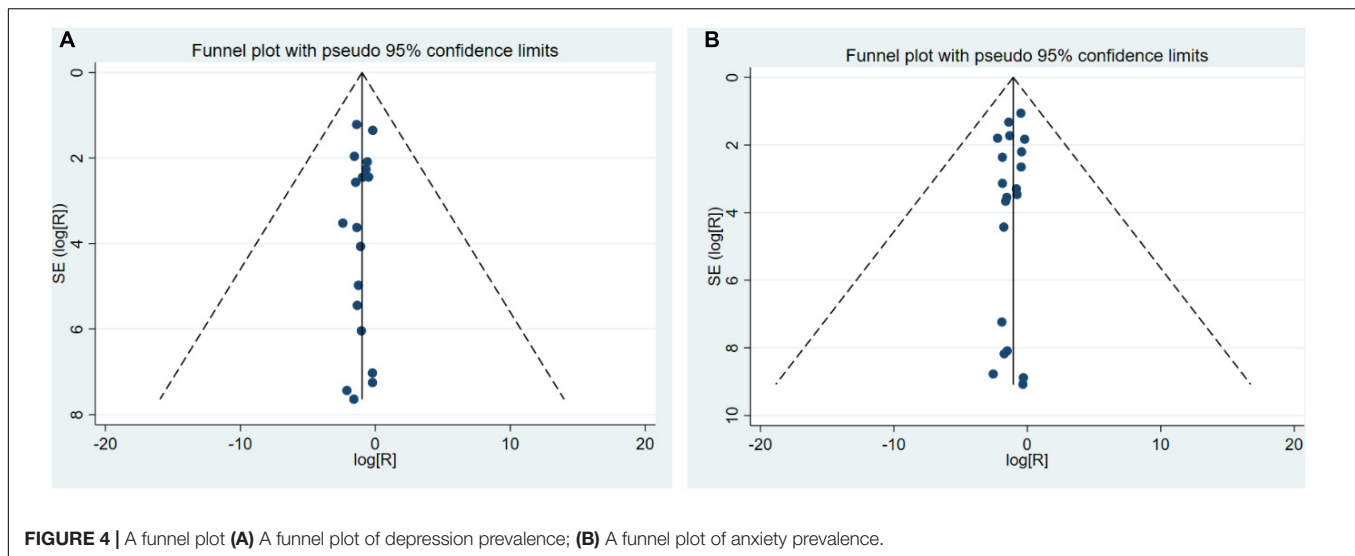 A
Funnel plot with pseudo 95% confidence limits
0
2
4
6
8
SE (log[R])
-20
-10
0
10
20
log[R]
B
Funnel plot with pseudo 95% confidence limits
0
2
4
6
8
10
SE (log[R])
-20
-10
0
10
20
log[R]
FIGURE 4 | A funnel plot (A) A funnel plot of depression prevalence; (B) A funnel plot of anxiety prevalence.